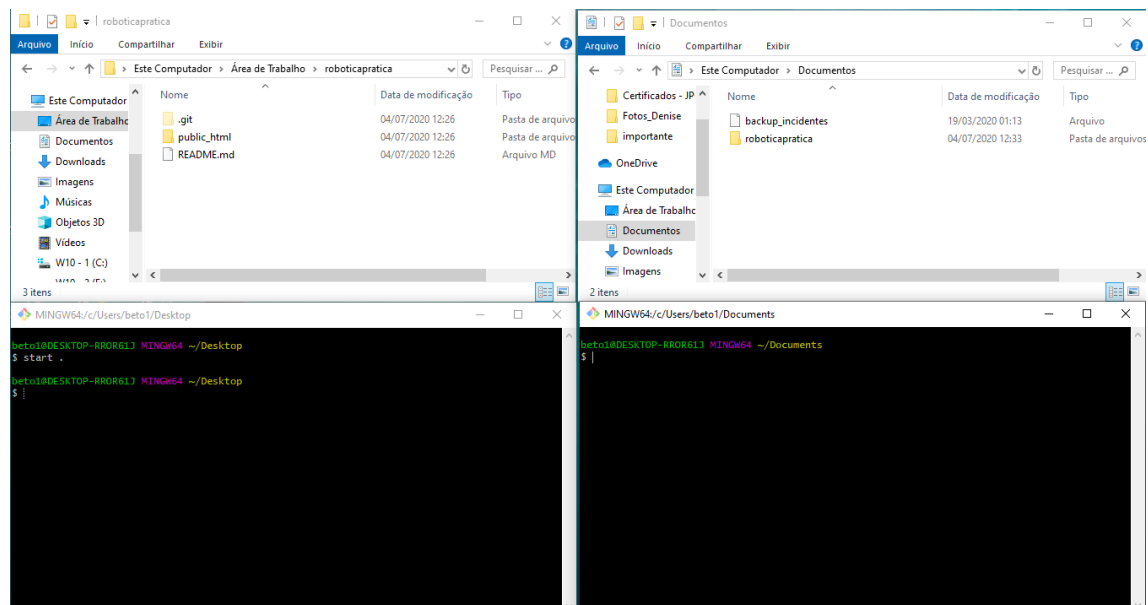 roboticapratica
Arquivo Início Compartilhar Exibir
Este Computador > Área de Trabalho > roboticapratica
Pesquisar ...
Este Computador
Área de Trabalho
Documentos
Downloads
Imagens
Músicas
Objetos 3D
Vídeos
W10 - 1 (C:)
Nome Data de modificação Tipo
.git 04/07/2020 12:26 Pasta de arquivo
public_html 04/07/2020 12:26 Pasta de arquivo
README.md 04/07/2020 12:26 Arquivo MD
3 itens
Documentos
Arquivo Início Compartilhar Exibir
Este Computador > Documentos
Pesquisar ...
Certificados - JP
Fotos_Denise
importante
OneDrive
Este Computador
Área de Trabalho
Documentos
Downloads
Imagens
Nome Data de modificação Tipo
backup_incidentes 19/03/2020 01:13 Arquivo
roboticapratica 04/07/2020 12:33 Pasta de arquivos
2 itens
MINGW64:/c/Users/beto1/Desktop
beto1@DESKTOP-RROR61J MINGW64 ~/Desktop
$ start .
beto1@DESKTOP-RROR61J MINGW64 ~/Desktop
$
MINGW64:/c/Users/beto1/Documents
beto1@DESKTOP-RROR61J MINGW64 ~/Documents
$